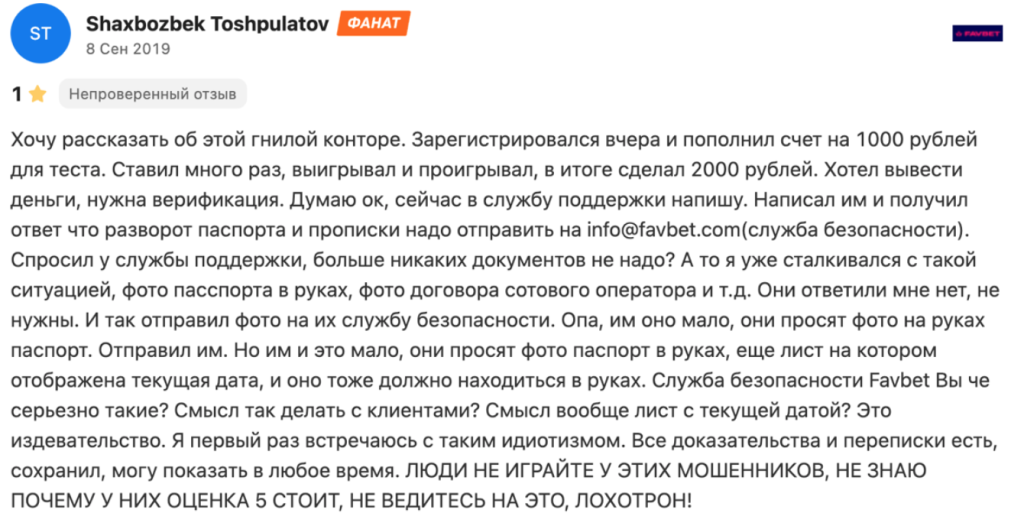 ST
Shaxbozbek Toshpulatov ФАНАТ
8 Сен 2019
FAVBET
1 Непроверенный отзыв
Хочу рассказать об этой гнилой конторе. Зарегистрировался вчера и пополнил счет на 1000 рублей
для теста. Ставил много раз, выигрывал и проигрывал, в итоге сделал 2000 рублей. Хотел вывести
деньги, нужна верификация. Думаю ок, сейчас в службу поддержки напишу. Написал им и получил
ответ что разворот паспорта и прописки надо отправить на info@favbet.com(служба безопасности).
Спросил у службы поддержки, больше никаких документов не надо? А то я уже сталкивался с такой
ситуацией, фото пасспорта в руках, фото договора сотового оператора и т.д. Они ответили мне нет, не
нужны. И так отправил фото на их службу безопасности. Опа, им оно мало, они просят фото на руках
паспорт. Отправил им. Но им и это мало, они просят фото паспорт в руках, еще лист на котором
отображена текущая дата, и оно тоже должно находиться в руках. Служба безопасности Favbet Вы че
серьезно такие? Смысл так делать с клиентами? Смысл вообще лист с текущей датой? Это
издевательство. Я первый раз встречаюсь с таким идиотизмом. Все доказательства и переписки есть,
сохранил, могу показать в любое время. ЛЮДИ НЕ ИГРАЙТЕ У ЭТИХ МОШЕННИКОВ, НЕ ЗНАЮ
ПОЧЕМУ У НИХ ОЦЕНКА 5 СТОИТ, НЕ ВЕДИТЕСЬ НА ЭТО, ЛОХОТРОН!